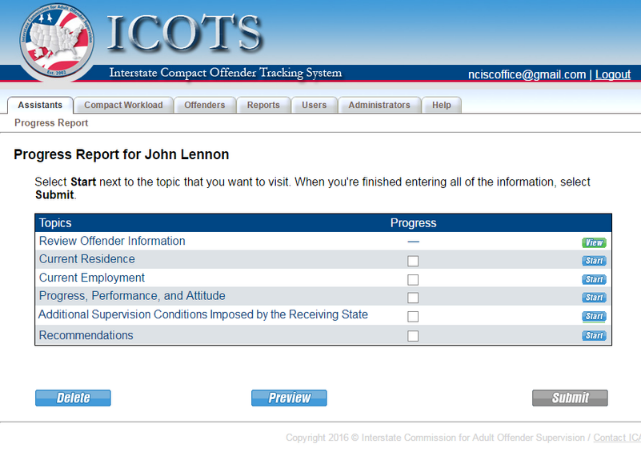 ICOTS
Interstate Compact Offender Tracking System
nciscoffice@gmail.com | Logout
Assistants Compact Workload Offenders Reports Users Administrators Help
Progress Report
Progress Report for John Lennon
Select Start next to the topic that you want to visit. When you're finished entering all of the information, select
Submit.
Topics Progress
Review Offender Information — View
Current Residence Start
Current Employment Start
Progress, Performance, and Attitude Start
Additional Supervision Conditions Imposed by the Receiving State Start
Recommendations Start
Delete Preview Submit
Copyright 2016 © Interstate Commission for Adult Offender Supervision / Contact